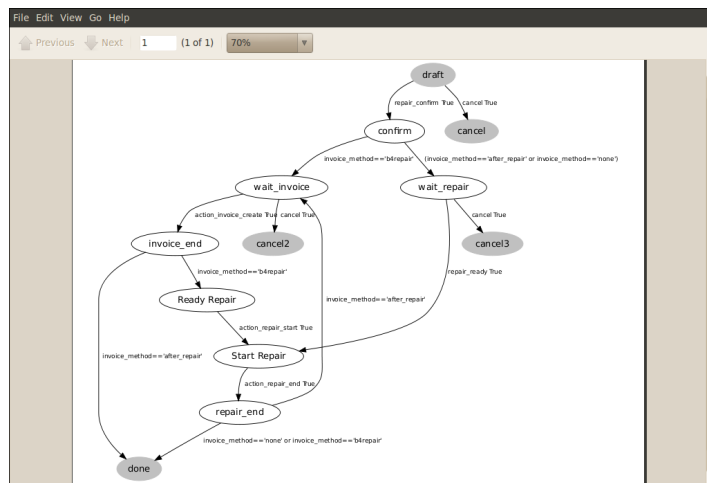 File Edit View Go Help
Previous Next 1 (1 of 1) 70%
draft
repair_confirm True cancel True
confirm cancel
invoice_method=='b4repair' (invoice_method=='after_repair' or invoice_method=='none')
wait_invoice wait_repair
action_invoice_create True cancel True cancel True
invoice_end cancel2 cancel3
invoice_method=='b4repair' repair_ready True
Ready Repair invoice_method=='after_repair'
action_repair_start True
Start Repair
invoice_method=='after_repair'
action_repair_end True
repair_end
invoice_method=='none' or invoice_method=='b4repair'
done